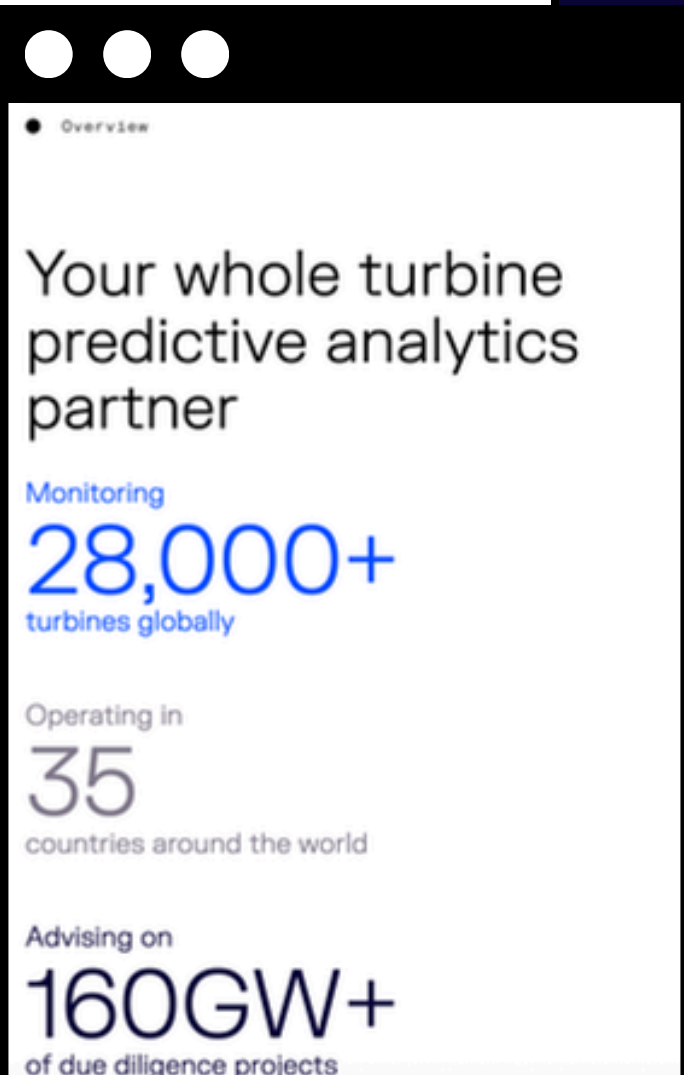 Overview
Your whole turbine
predictive analytics
partner
Monitoring
28,000+
turbines globally
Operating in
35
countries around the world
Advising on
160GW+
of due diligence projects